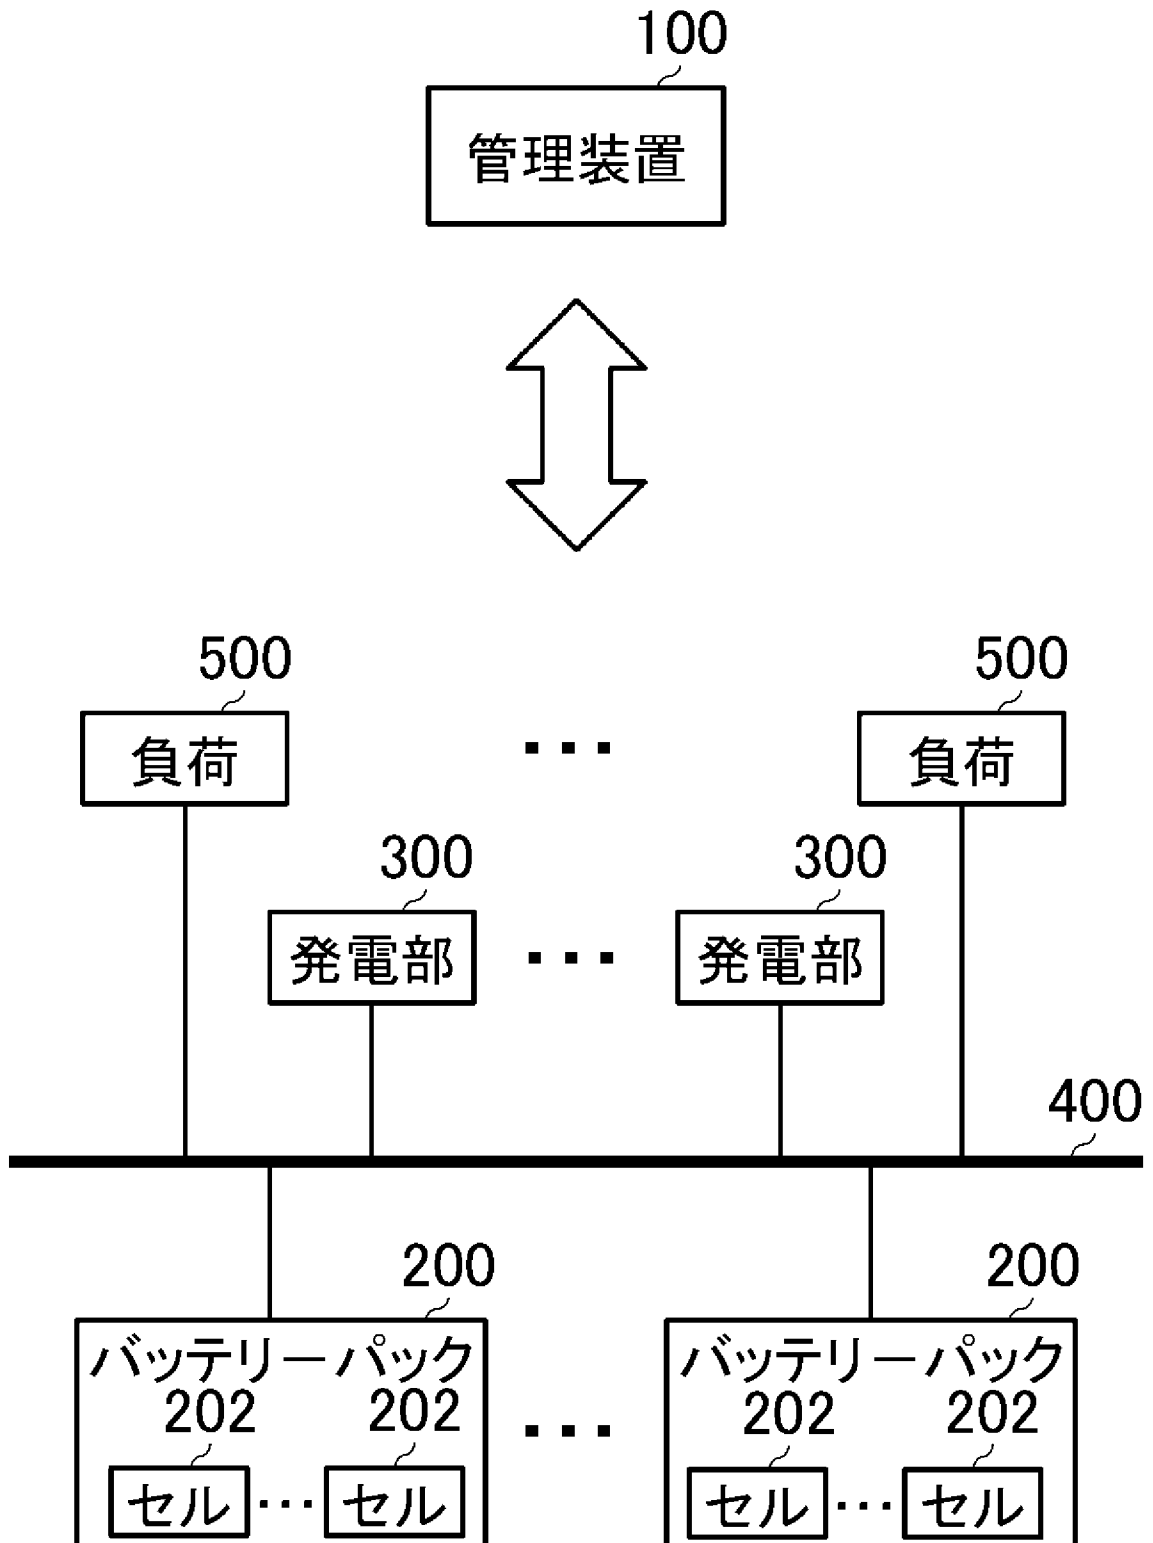 100
管理装置
500 500
負荷 ・・・ 負荷
300 300
発電部 ・・・ 発電部
400
200 200
バッテリーパック バッテリーパック
202 202 ・・・ 202 202
セル・・・セル セル・・・セル